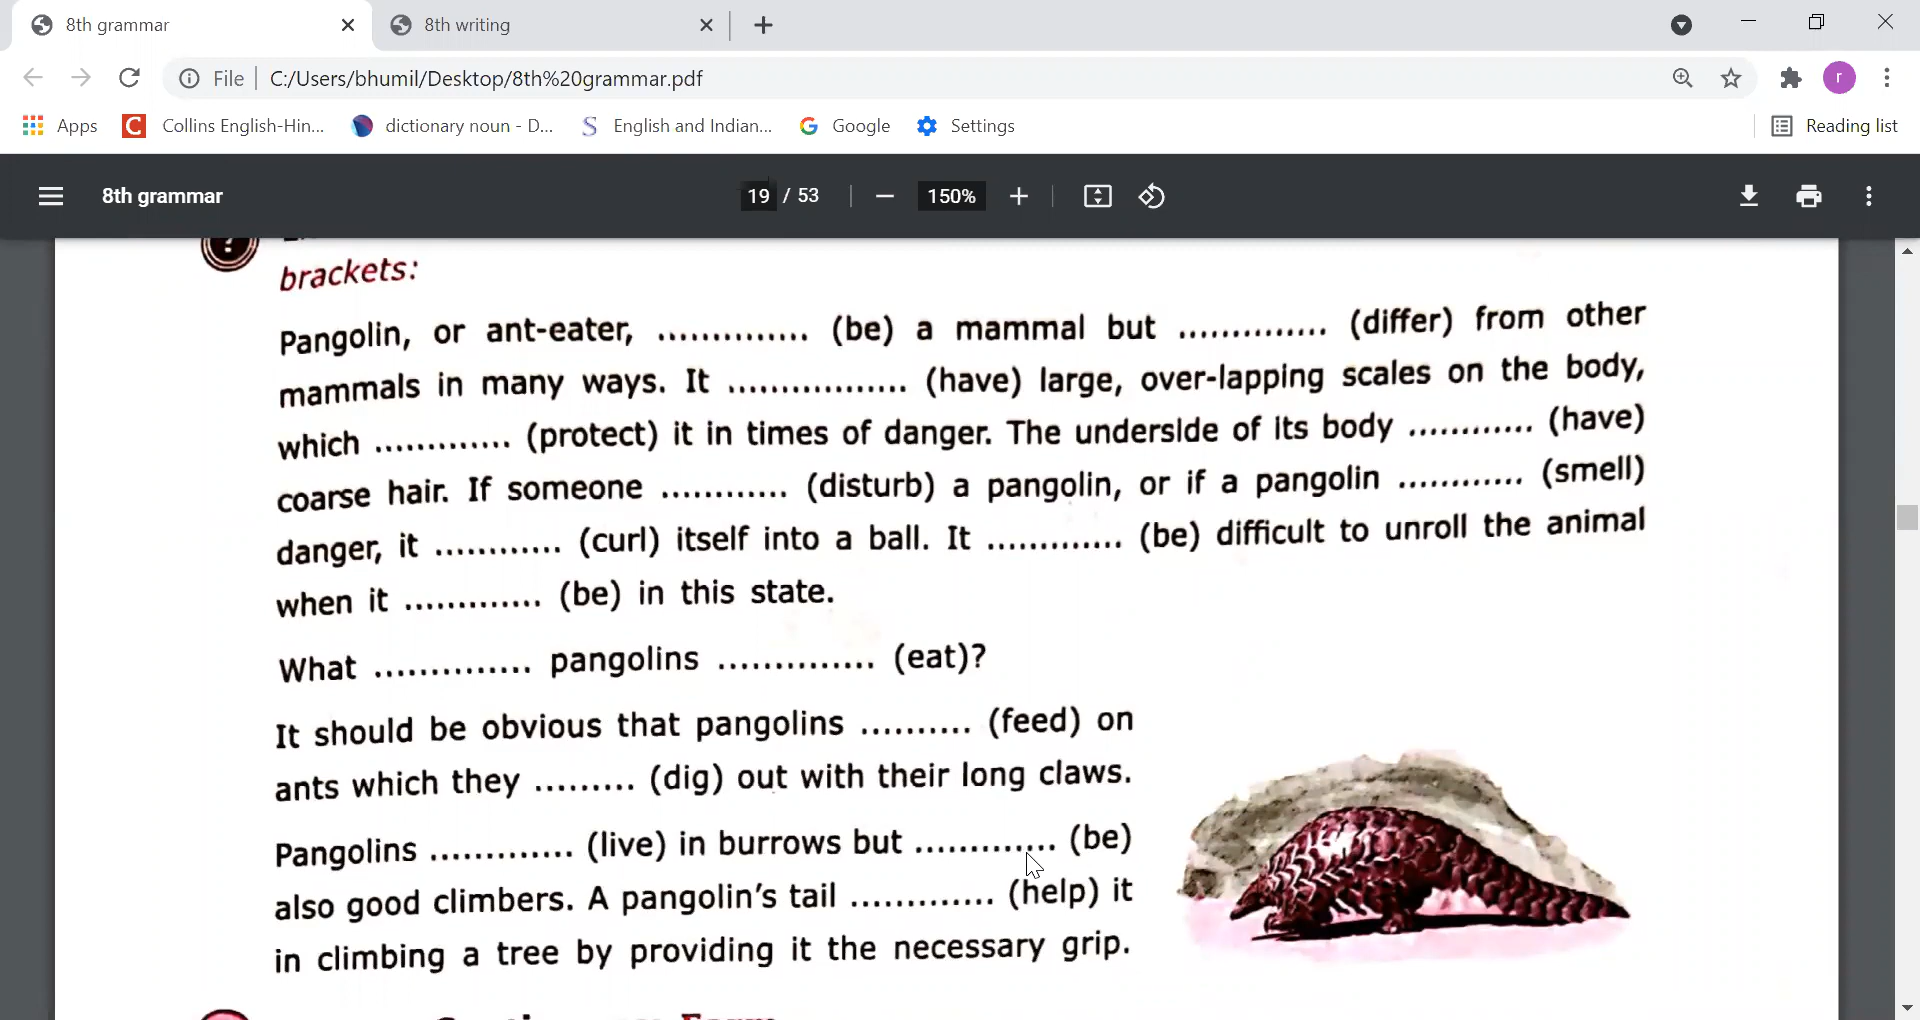 8th grammar
8th writing
File
C:/Users/bhumil/Desktop/8th%20grammar.pdf
r
Apps
Collins English-Hin...
dictionary noun - D...
English and Indian...
Google
Settings
Reading list
8th grammar
19 / 53
150%
brackets:
Pangolin, or ant-eater, .............. (be) a mammal but .............. (differ) from other
mammals in many ways. It ................. (have) large, over-lapping scales on the body,
which ............. (protect) it in times of danger. The underside of its body ............ (have)
coarse hair. If someone ............ (disturb) a pangolin, or if a pangolin ............ (smell)
danger, it ............ (curl) itself into a ball. It ............. (be) difficult to unroll the animal
when it ............. (be) in this state.
What .............. pangolins .............. (eat)?
It should be obvious that pangolins .......... (feed) on
ants which they ......... (dig) out with their long claws.
Pangolins ............. (live) in burrows but ............. (be)
also good climbers. A pangolin's tail ............. (help) it
in climbing a tree by providing it the necessary grip.